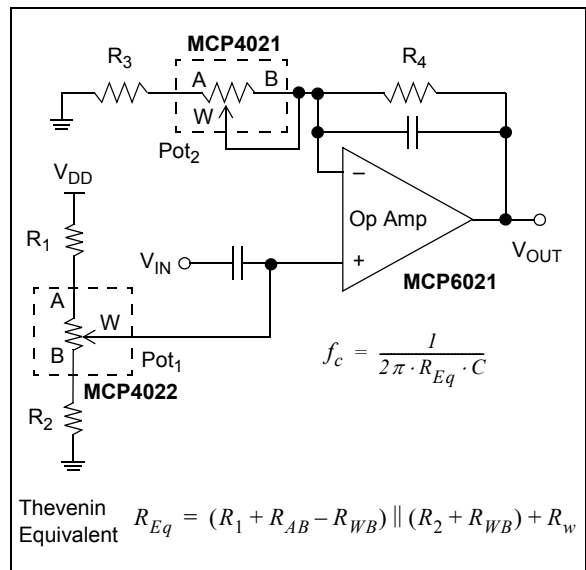 MCP4021
R3
R4
A
B
W
Pot2
VDD
R1
Op Amp
−
+
VIN
VOUT
MCP6021
A
W
B
Pot1
MCP4022
R2
fc = 1 / 2π · REq · C
Thevenin Equivalent REq = (R1 + RAB − RWB) || (R2 + RWB) + Rw